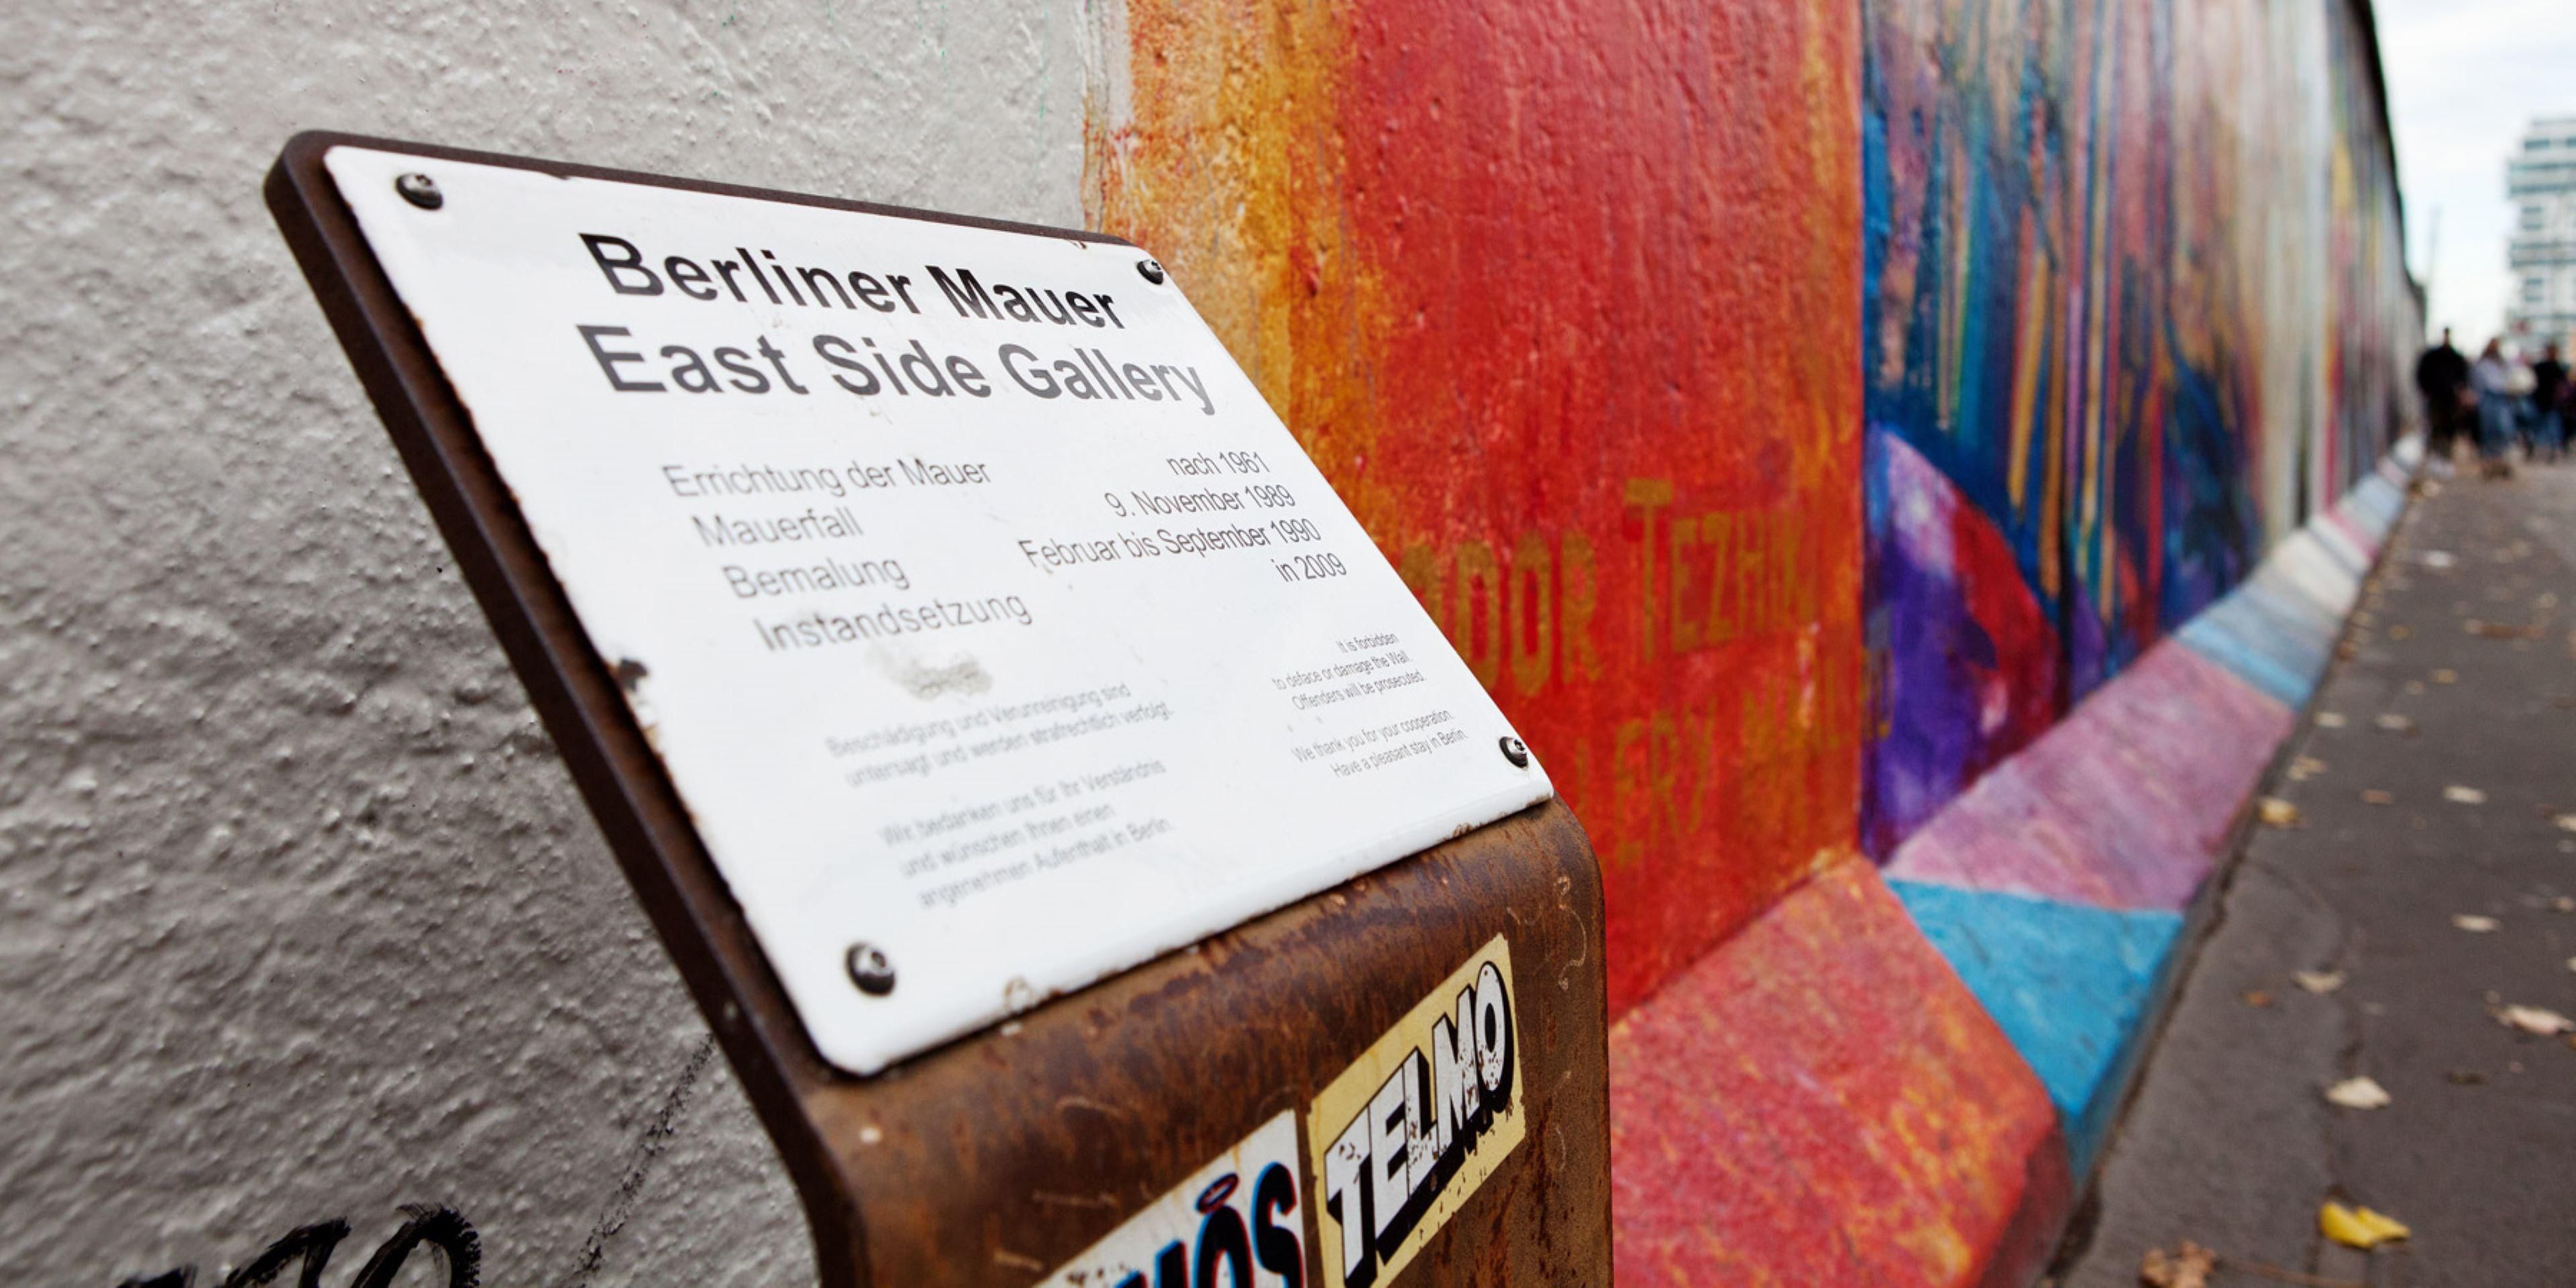 Berliner Mauer
East Side Gallery
Errichtung der Mauer nach 1961
Mauerfall 9. November 1989
Bemalung Februar bis September 1990
Instandsetzung in 2009
Beschädigung und Verunreinigung sind
untersagt und werden strafrechtlich verfolgt.
Wir bedanken uns für Ihr Verständnis
und wünschen Ihnen einen
angenehmen Aufenthalt in Berlin.
It is forbidden
to deface or damage the Wall.
Offenders will be prosecuted.
We thank you for your cooperation.
Have a pleasant stay in Berlin.
TELMO